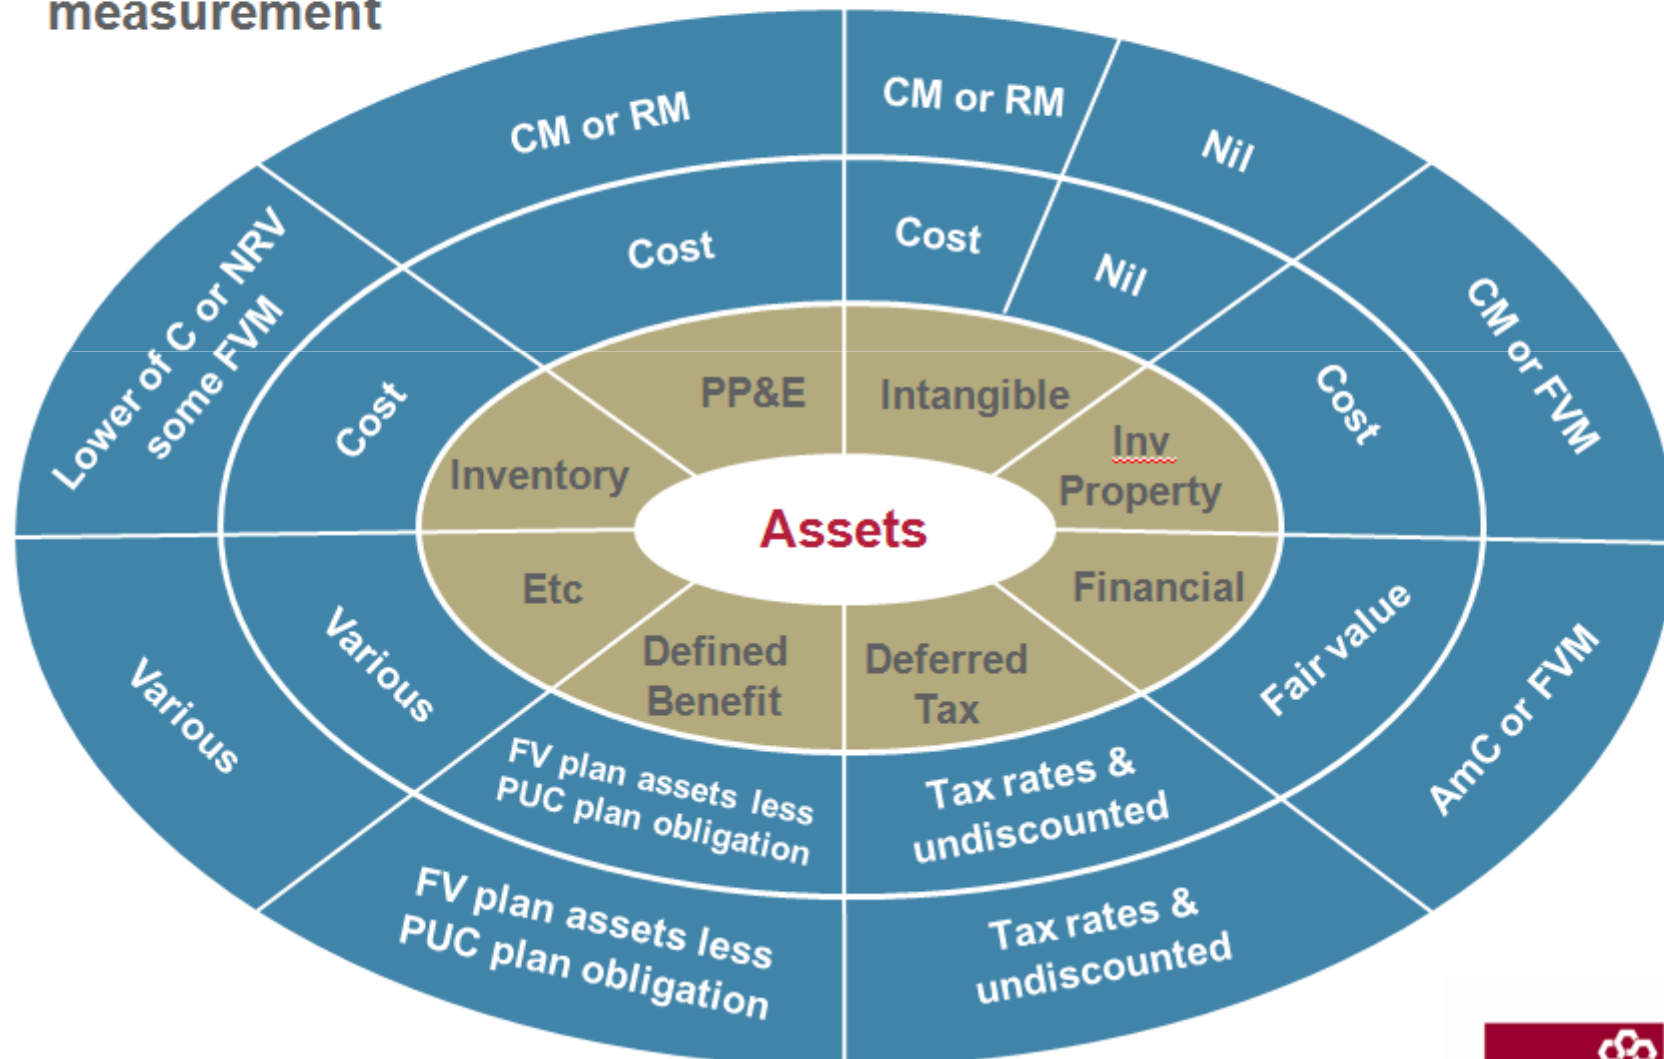 measurement
CM or RM
CM or RM
Nil
Cost
Cost
Nil
Lower of C or NRV
some FVM
Cost
PP&E
Intangible
Cost
CM or FVM
Inventory
Inv
Property
Assets
Etc
Financial
Various
Various
Defined
Benefit
Deferred
Tax
Fair value
AmC or FVM
FV plan assets less
PUC plan obligation
Tax rates &
undiscounted
FV plan assets less
PUC plan obligation
Tax rates &
undiscounted